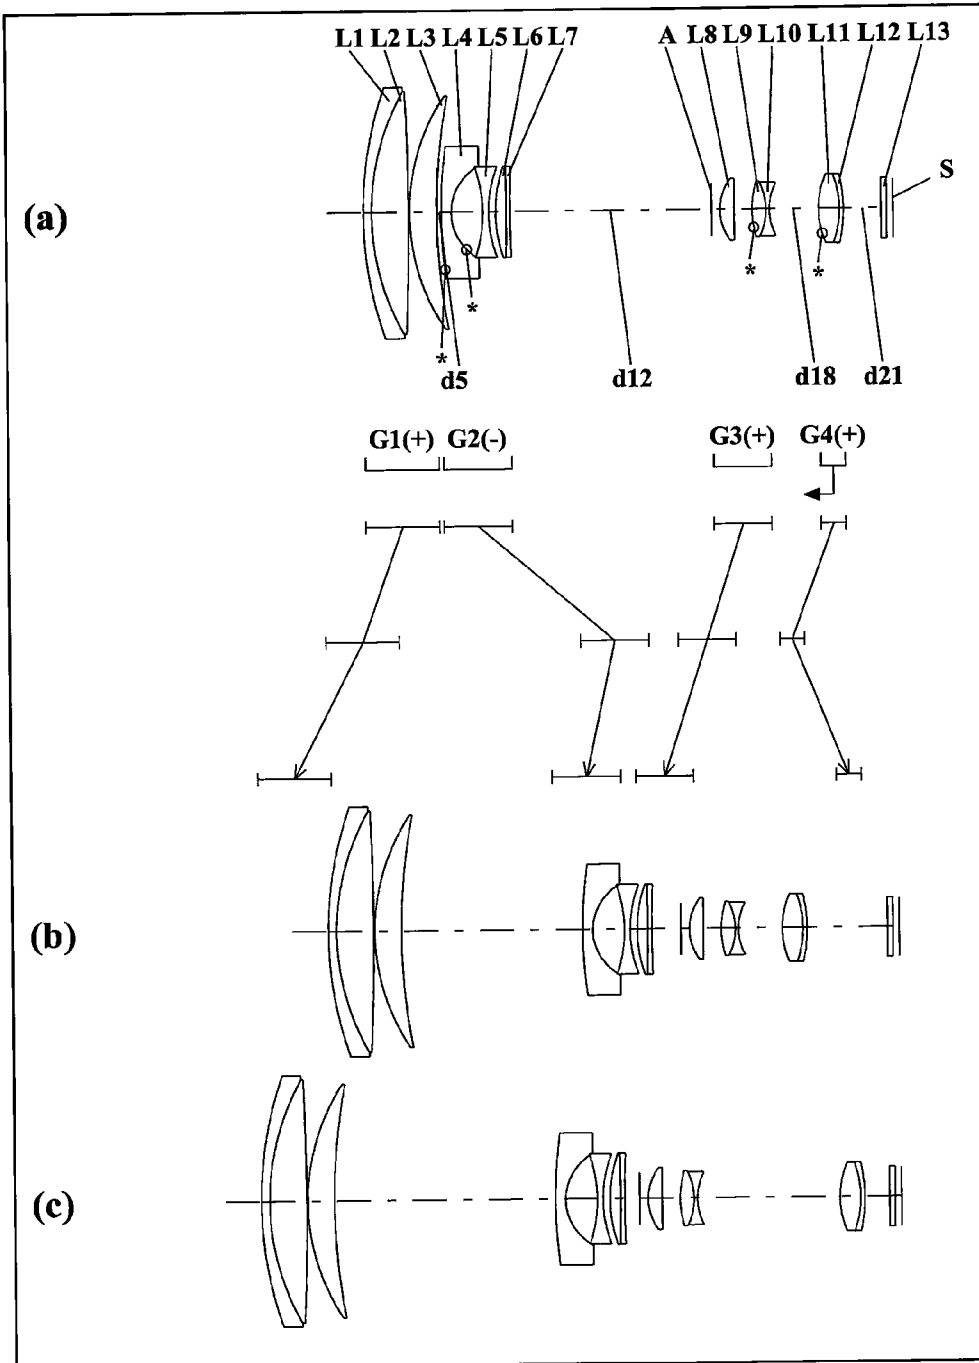 L1 L2 L3 L4 L5 L6 L7 A L8 L9 L10 L11 L12 L13
S
(a)
* * * *
d5 d12 d18 d21
G1(+) G2(-) G3(+) G4(+)
(b)
(c)